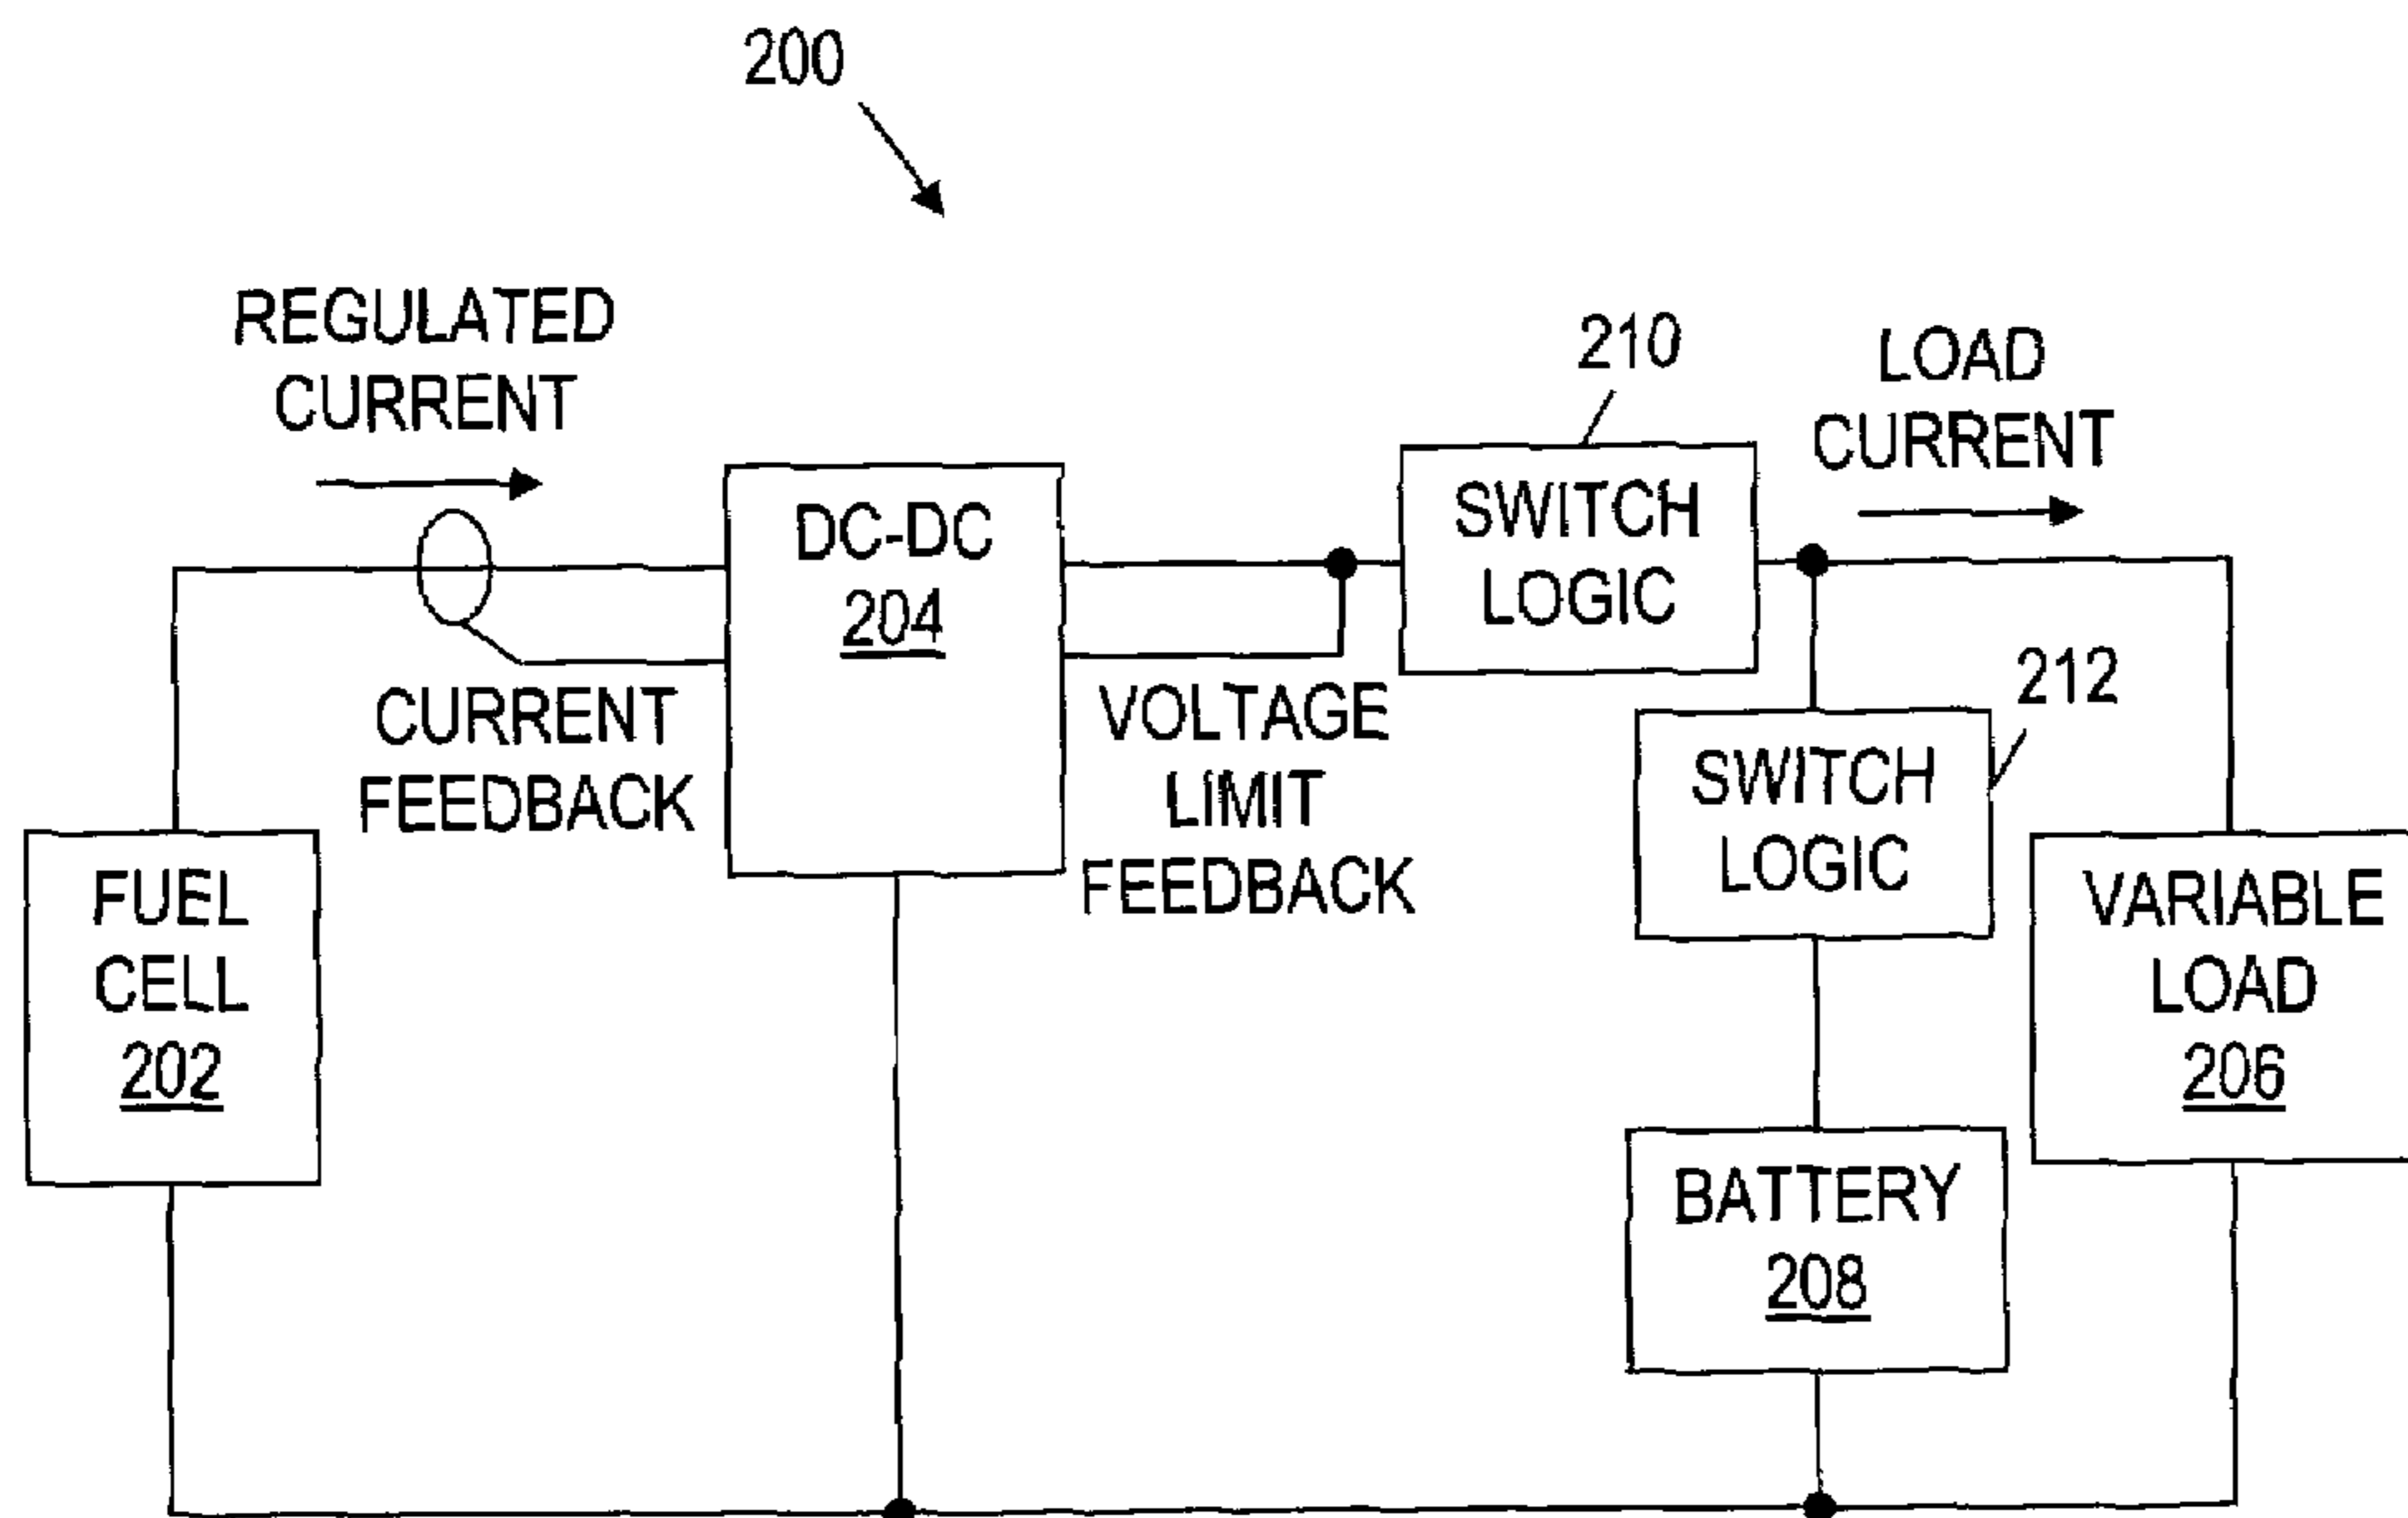 200
REGULATED
CURRENT
210
LOAD
CURRENT
DC-DC
204
SWITCH
LOGIC
CURRENT
FEEDBACK
VOLTAGE
LIMIT
FEEDBACK
212
SWITCH
LOGIC
FUEL
CELL
202
VARIABLE
LOAD
206
BATTERY
208